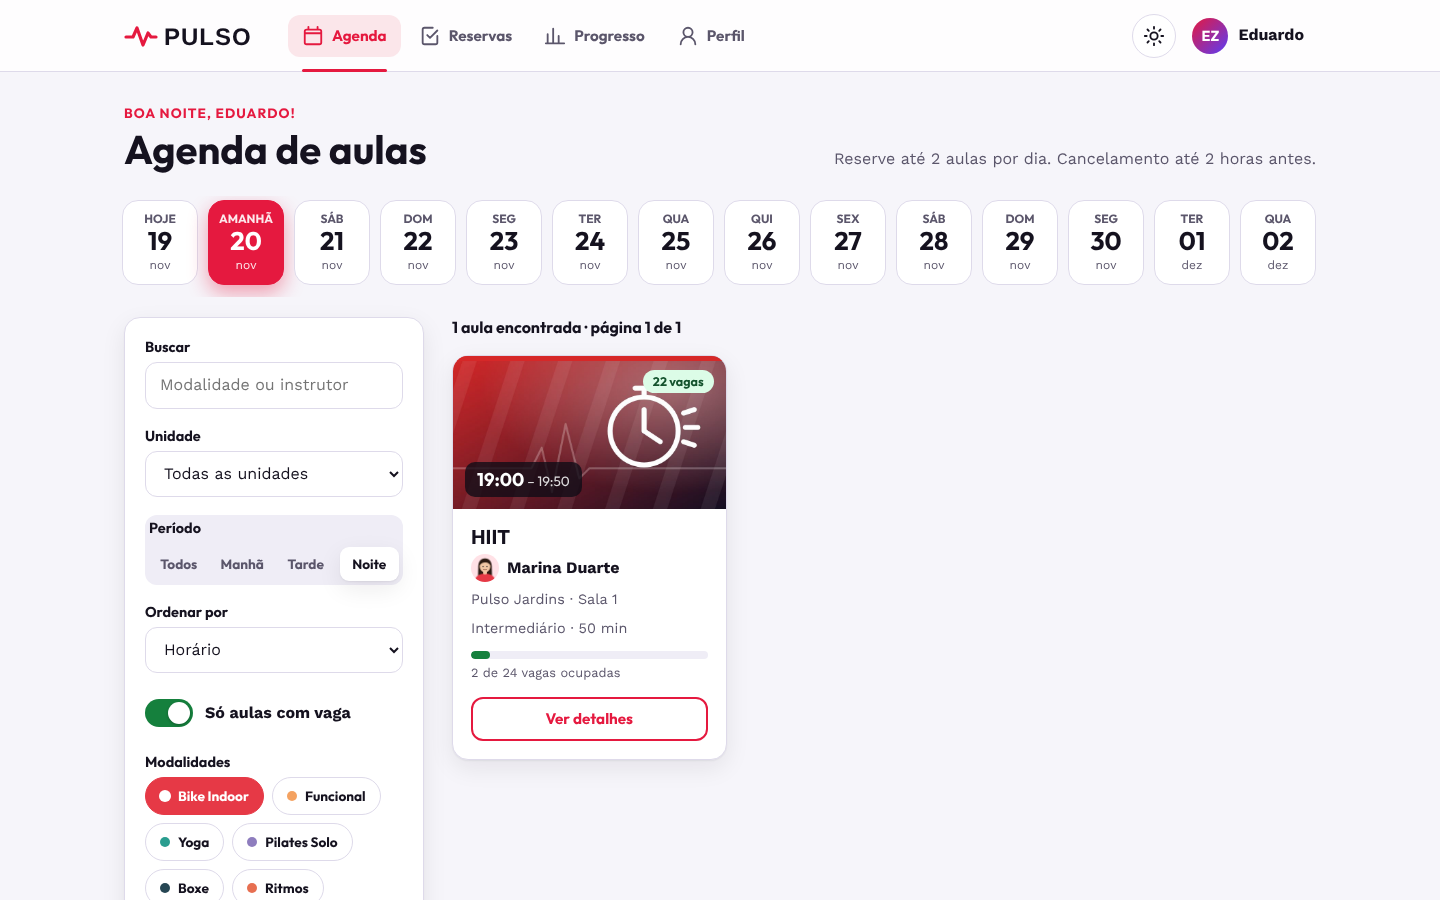 PULSO
Agenda
Reservas
Progresso
Perfil
EZ
Eduardo
BOA NOITE, EDUARDO!
Agenda de aulas
Reserve até 2 aulas por dia. Cancelamento até 2 horas antes.
HOJE
19
nov
AMANHÃ
20
nov
SÁB
21
nov
DOM
22
nov
SEG
23
nov
TER
24
nov
QUA
25
nov
QUI
26
nov
SEX
27
nov
SÁB
28
nov
DOM
29
nov
SEG
30
nov
TER
01
dez
QUA
02
dez
Buscar
Modalidade ou instrutor
Unidade
Todas as unidades
Período
Todos
Manhã
Tarde
Noite
Ordenar por
Horário
Só aulas com vaga
Modalidades
Bike Indoor
Funcional
Yoga
Pilates Solo
Boxe
Ritmos
1 aula encontrada · página 1 de 1
22 vagas
19:00 – 19:50
HIIT
Marina Duarte
Pulso Jardins · Sala 1
Intermediário · 50 min
2 de 24 vagas ocupadas
Ver detalhes